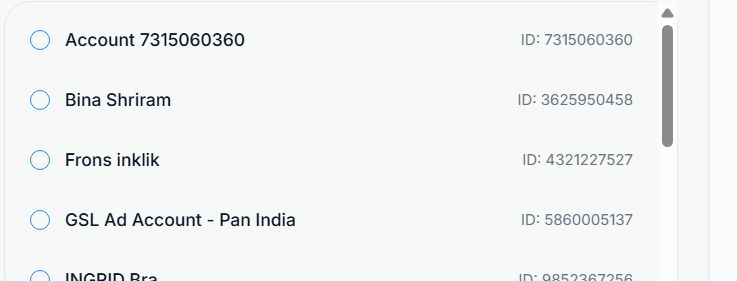 Account 7315060360 ID: 7315060360
Bina Shriram ID: 3625950458
Frons inklik ID: 4321227527
GSL Ad Account - Pan India ID: 5860005137
INGRID Bra ID: 9852367256